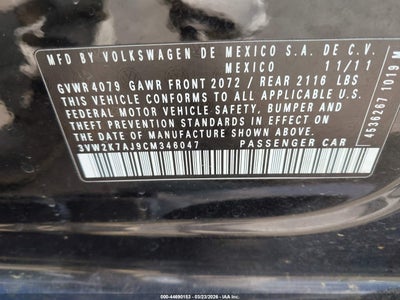 MFD BY VOLKSWAGEN DE MEXICO S.A. DE C.V.
MEXICO 11/11
GVWR 4079 GAWR FRONT 2072 / REAR 2116 LBS
THIS VEHICLE CONFORMS TO ALL APPLICABLE U.S.
FEDERAL MOTOR VEHICLE SAFETY, BUMPER AND
THEFT PREVENTION STANDARDS IN EFFECT ON
THE DATE OF MANUFACTURE SHOWN ABOVE.
3VW2K7AJ9CM346047 PASSENGER CAR
4536267 1019 M
000-44690153 - 03/23/2026 - IAA Inc.